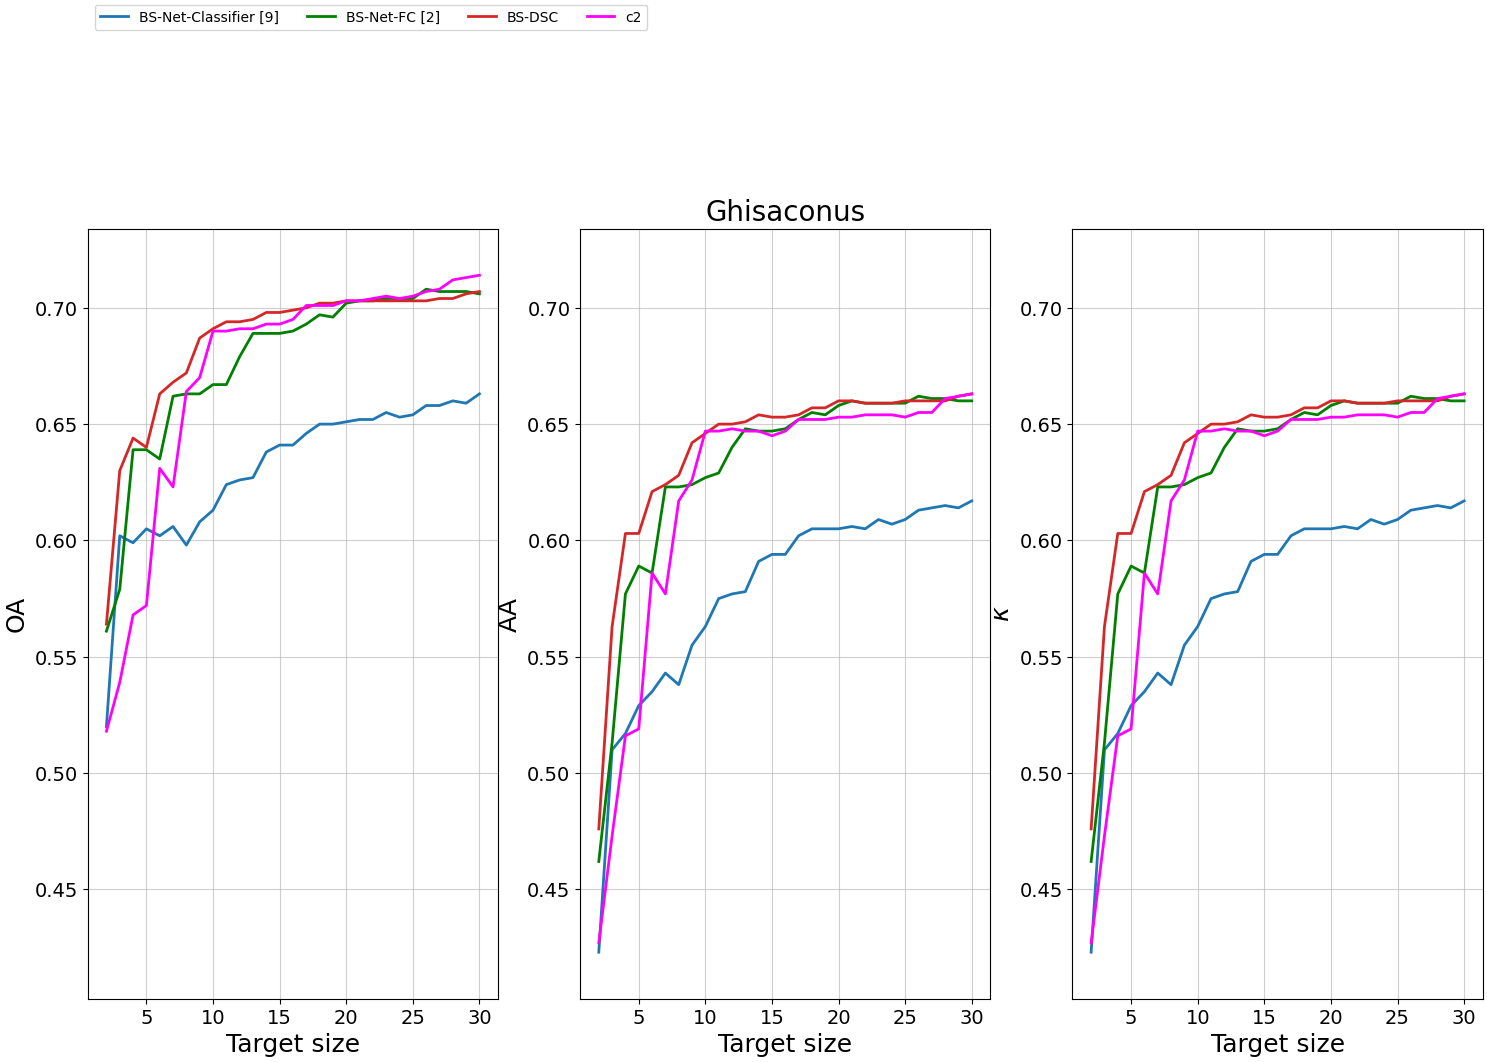 BS-Net-Classifier [9] BS-Net-FC [2] BS-DSC c2
Ghisaconus
0.70 0.70 0.70
0.65 0.65 0.65
0.60 0.60 0.60
OA AA κ
0.55 0.55 0.55
0.50 0.50 0.50
0.45 0.45 0.45
5 10 15 20 25 30 5 10 15 20 25 30 5 10 15 20 25 30
Target size Target size Target size